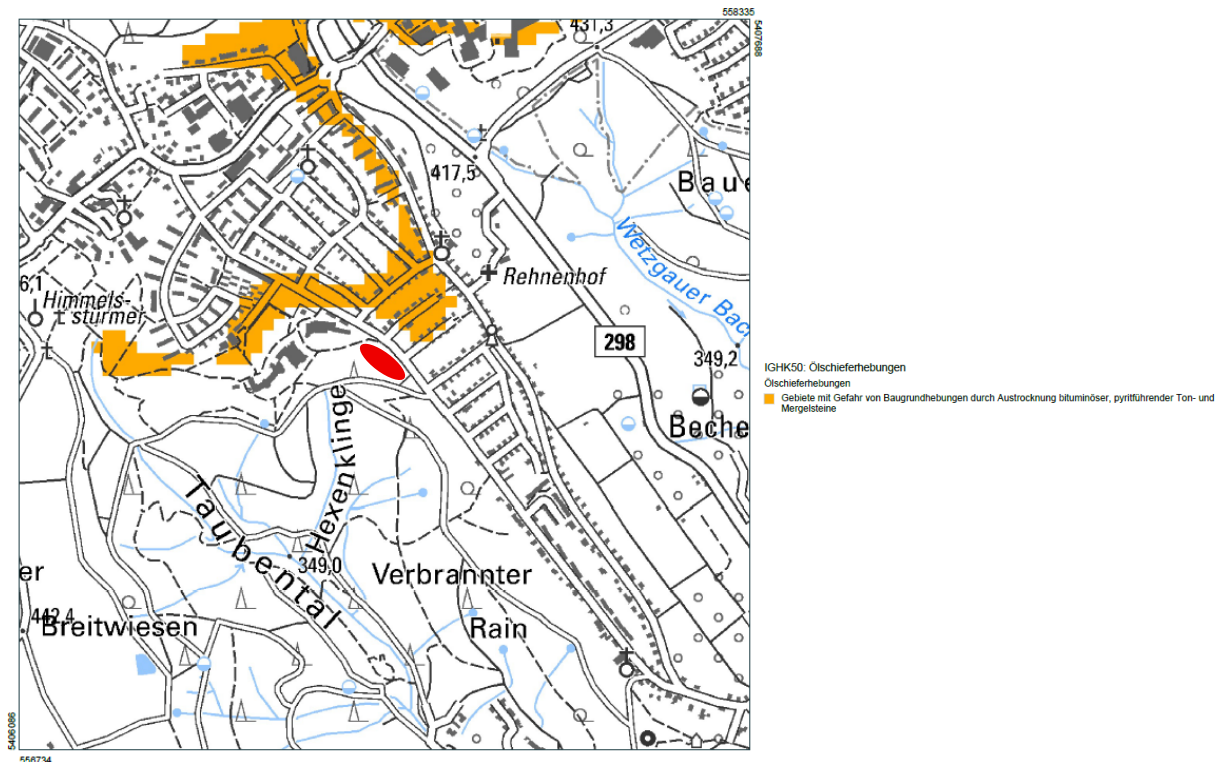 558335
5407688
431,3
417,5
Baue
Wetzgauer Bac
Rehnenhof
6,1
Himmels-
stürmer
298
349,2
IGHK50: Ölschieferhebungen
Ölschieferhebungen
Gebiete mit Gefahr von Baugrundhebungen durch Austrocknung bituminöser, pyritführender Ton- und
Mergelsteine
Beche
Hexenklinge
Taubental
349,0
er
Verbrannter
Rain
442,4
Breitwiesen
5406086
556734